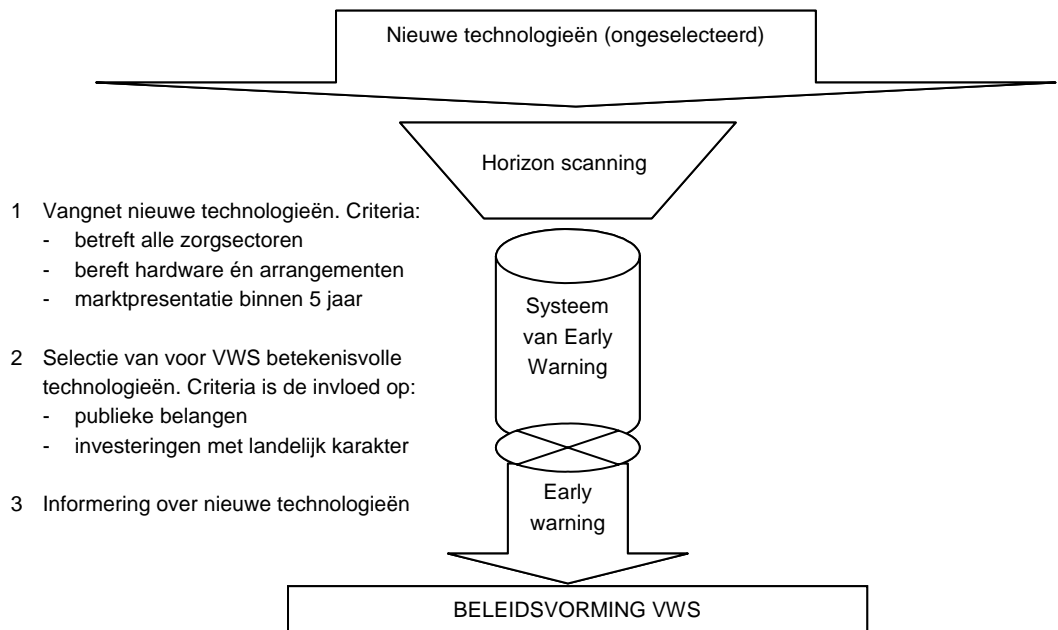 Nieuwe technologieën (ongeselecteerd)
Horizon scanning
1 Vangnet nieuwe technologieën. Criteria:
- betreft alle zorgsectoren
- bereft hardware én arrangementen
- marktpresentatie binnen 5 jaar
Systeem
van Early
Warning
2 Selectie van voor VWS betekenisvolle
technologieën. Criteria is de invloed op:
- publieke belangen
- investeringen met landelijk karakter
3 Informering over nieuwe technologieën
Early
warning
BELEIDSVORMING VWS